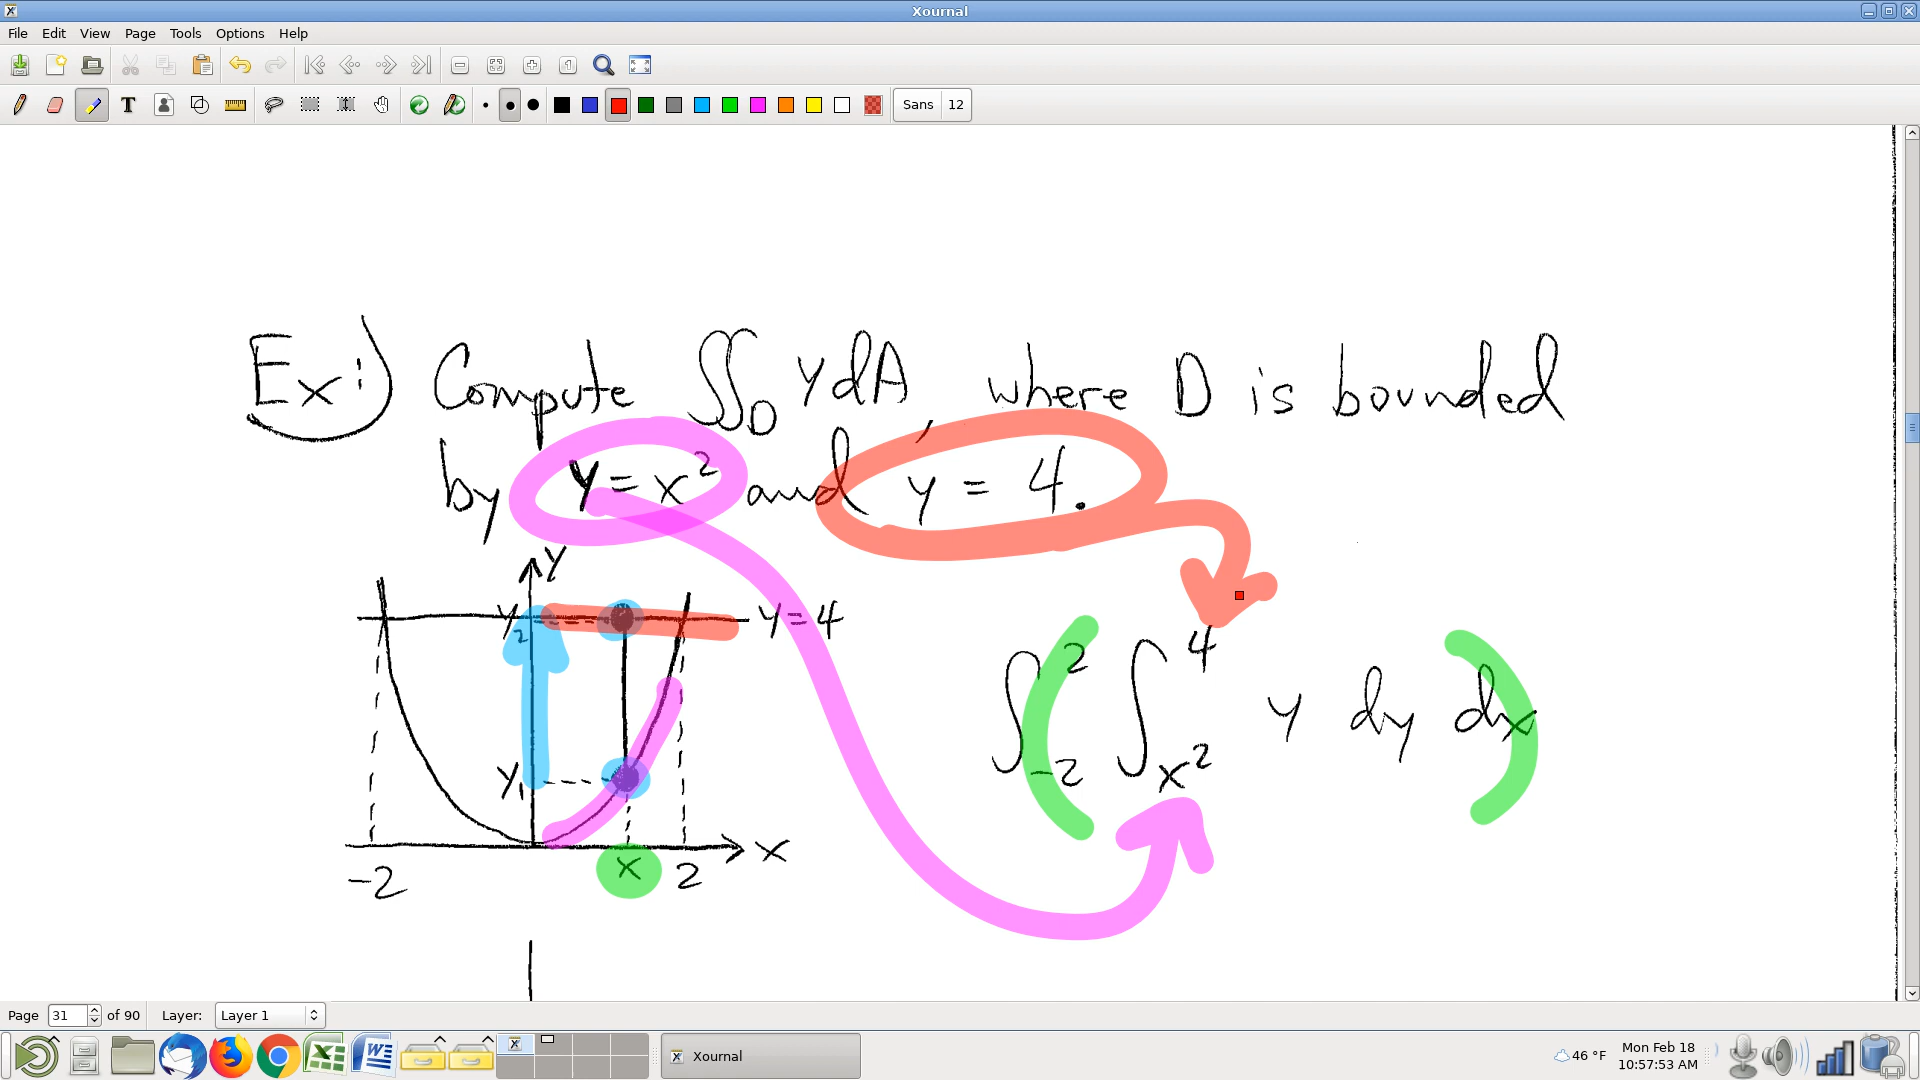 Xournal
File Edit View Page Tools Options Help
Sans 12
Ex:) Compute ∬_D y dA, where D is bounded
by y = x² and y = 4.
y
y₂
y = 4
y₁
x
-2
x
2
∫_{-2}^{2} ∫_{x²}^{4} y dy dx
Page 31 of 90 Layer: Layer 1
Xournal
46 °F
Mon Feb 18
10:57:53 AM